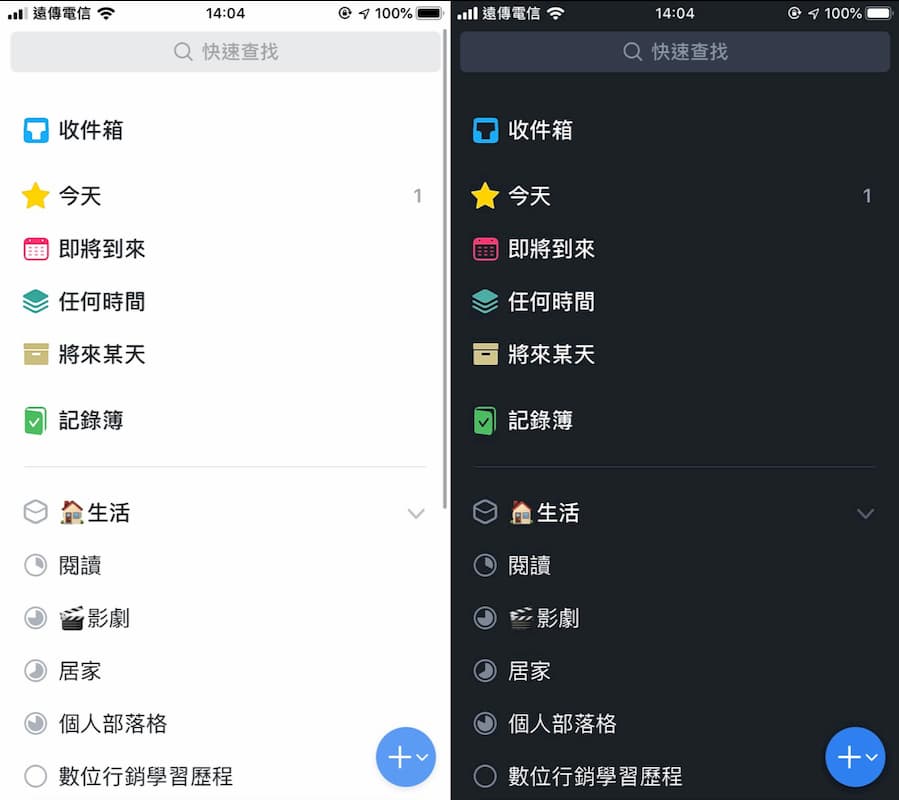 遠傳電信 14:04 100%
快速查找
收件箱
今天 1
即將到來
任何時間
將來某天
記錄簿
生活
閱讀
影劇
居家
個人部落格
數位行銷學習歷程
遠傳電信 14:04 100%
快速查找
收件箱
今天 1
即將到來
任何時間
將來某天
記錄簿
生活
閱讀
影劇
居家
個人部落格
數位行銷學習歷程